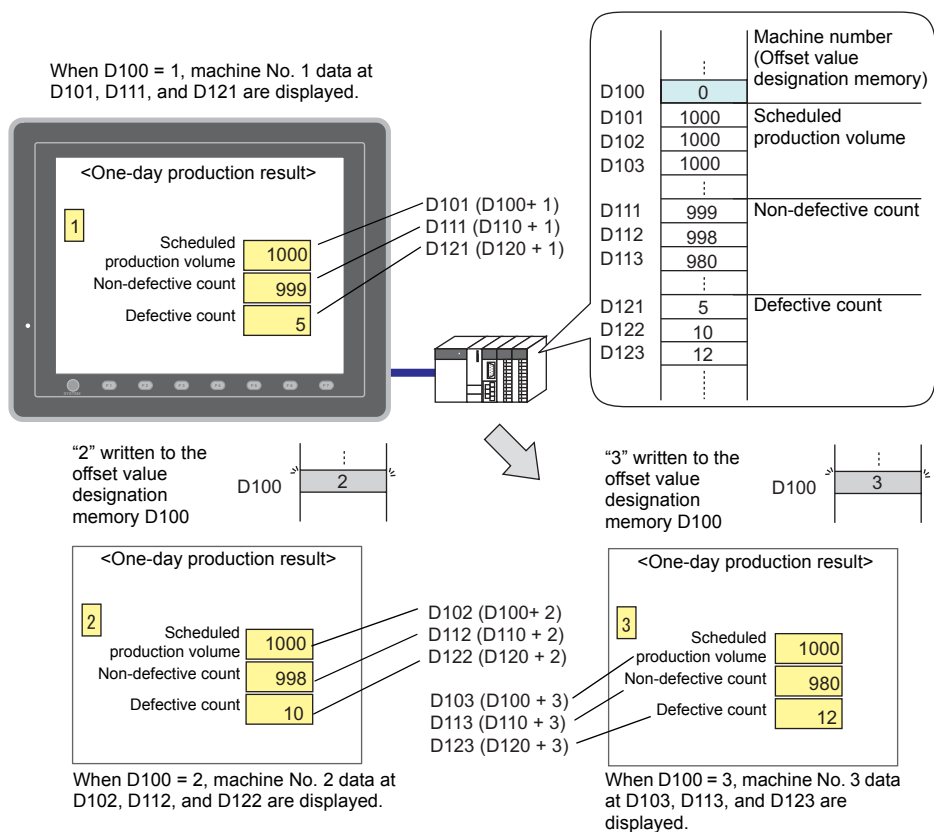 When D100 = 1, machine No. 1 data at
D101, D111, and D121 are displayed.
<One-day production result>
1
Scheduled
production volume
1000
Non-defective count
999
Defective count
5
D101 (D100+ 1)
D111 (D110 + 1)
D121 (D120 + 1)
F1 F2 F3 F4 F5 F6 F7
Machine number
(Offset value
designation memory)
D100 0
D101 1000 Scheduled
D102 1000 production volume
D103 1000
D111 999 Non-defective count
D112 998
D113 980
D121 5 Defective count
D122 10
D123 12
“2” written to the
offset value
designation
memory D100
D100 2
<One-day production result>
2
Scheduled
production volume
1000
Non-defective count
998
Defective count
10
D102 (D100+ 2)
D112 (D110 + 2)
D122 (D120 + 2)
When D100 = 2, machine No. 2 data at
D102, D112, and D122 are displayed.
“3” written to the
offset value
designation
memory D100
D100 3
<One-day production result>
3
Scheduled
production volume
1000
Non-defective count
980
Defective count
12
D103 (D100 + 3)
D113 (D110 + 3)
D123 (D120 + 3)
When D100 = 3, machine No. 3 data
at D103, D113, and D123 are
displayed.